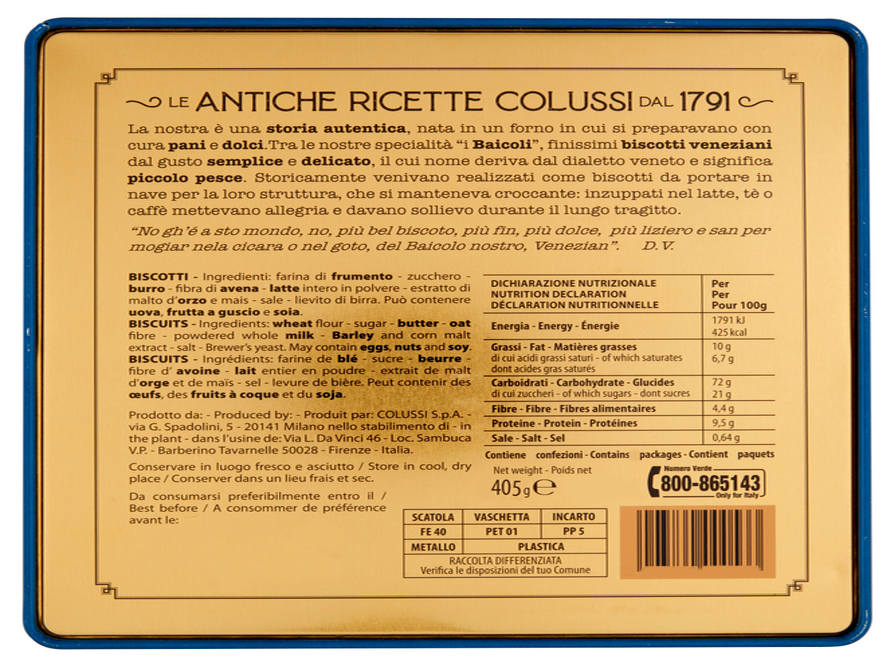 LE ANTICHE RICETTE COLUSSI DAL 1791
La nostra è una storia autentica, nata in un forno in cui si preparavano con
cura pani e dolci.Tra le nostre specialità “i Baicoli”, finissimi biscotti veneziani
dal gusto semplice e delicato, il cui nome deriva dal dialetto veneto e significa
piccolo pesce. Storicamente venivano realizzati come biscotti da portare in
nave per la loro struttura, che si manteneva croccante: inzuppati nel latte, tè o
caffè mettevano allegria e davano sollievo durante il lungo tragitto.
“No gh'é a sto mondo, no, più bel biscoto, più fin, più dolce, più liziero e san per
mogiar nela cicara o nel goto, del Baicolo nostro, Venezian”. D.V.
BISCOTTI - Ingredienti: farina di frumento - zucchero -
burro - fibra di avena - latte intero in polvere - estratto di
malto d'orzo e mais - sale - lievito di birra. Può contenere
uova, frutta a guscio e soia.
BISCUITS - Ingredients: wheat flour - sugar - butter - oat
fibre - powdered whole milk - Barley and corn malt
extract - salt - Brewer's yeast. May contain eggs, nuts and soy.
BISCUITS - Ingrédients: farine de blé - sucre - beurre -
fibre d' avoine - lait entier en poudre - extrait de malt
d'orge et de maïs - sel - levure de bière. Peut contenir des
œufs, des fruits à coque et du soja.
Prodotto da: - Produced by: - Produit par: COLUSSI S.p.A. -
via G. Spadolini, 5 - 20141 Milano nello stabilimento di - in
the plant - dans l'usine de: Via L. Da Vinci 46 - Loc. Sambuca
V.P. - Barberino Tavarnelle 50028 - Firenze - Italia.
Conservare in luogo fresco e asciutto / Store in cool, dry
place / Conserver dans un lieu frais et sec.
Da consumarsi preferibilmente entro il /
Best before / A consommer de préférence
avant le:
DICHIARAZIONE NUTRIZIONALE Per
NUTRITION DECLARATION Per
DÉCLARATION NUTRITIONNELLE Pour 100g
Energia - Energy - Énergie 1791 kJ
425 kcal
Grassi - Fat - Matières grasses 10 g
di cui acidi grassi saturi - of which saturates 6,7 g
dont acides gras saturés
Carboidrati - Carbohydrate - Glucides 72 g
di cui zuccheri - of which sugars - dont sucres 21 g
Fibre - Fibre - Fibres alimentaires 4,4 g
Proteine - Protein - Protéines 9,5 g
Sale - Salt - Sel 0,64 g
Contiene confezioni - Contains packages - Contient paquets
Net weight - Poids net
405g ℮
Numero Verde
800-865143
Only for Italy
SCATOLA VASCHETTA INCARTO
FE 40 PET 01 PP 5
METALLO PLASTICA
RACCOLTA DIFFERENZIATA
Verifica le disposizioni del tuo Comune